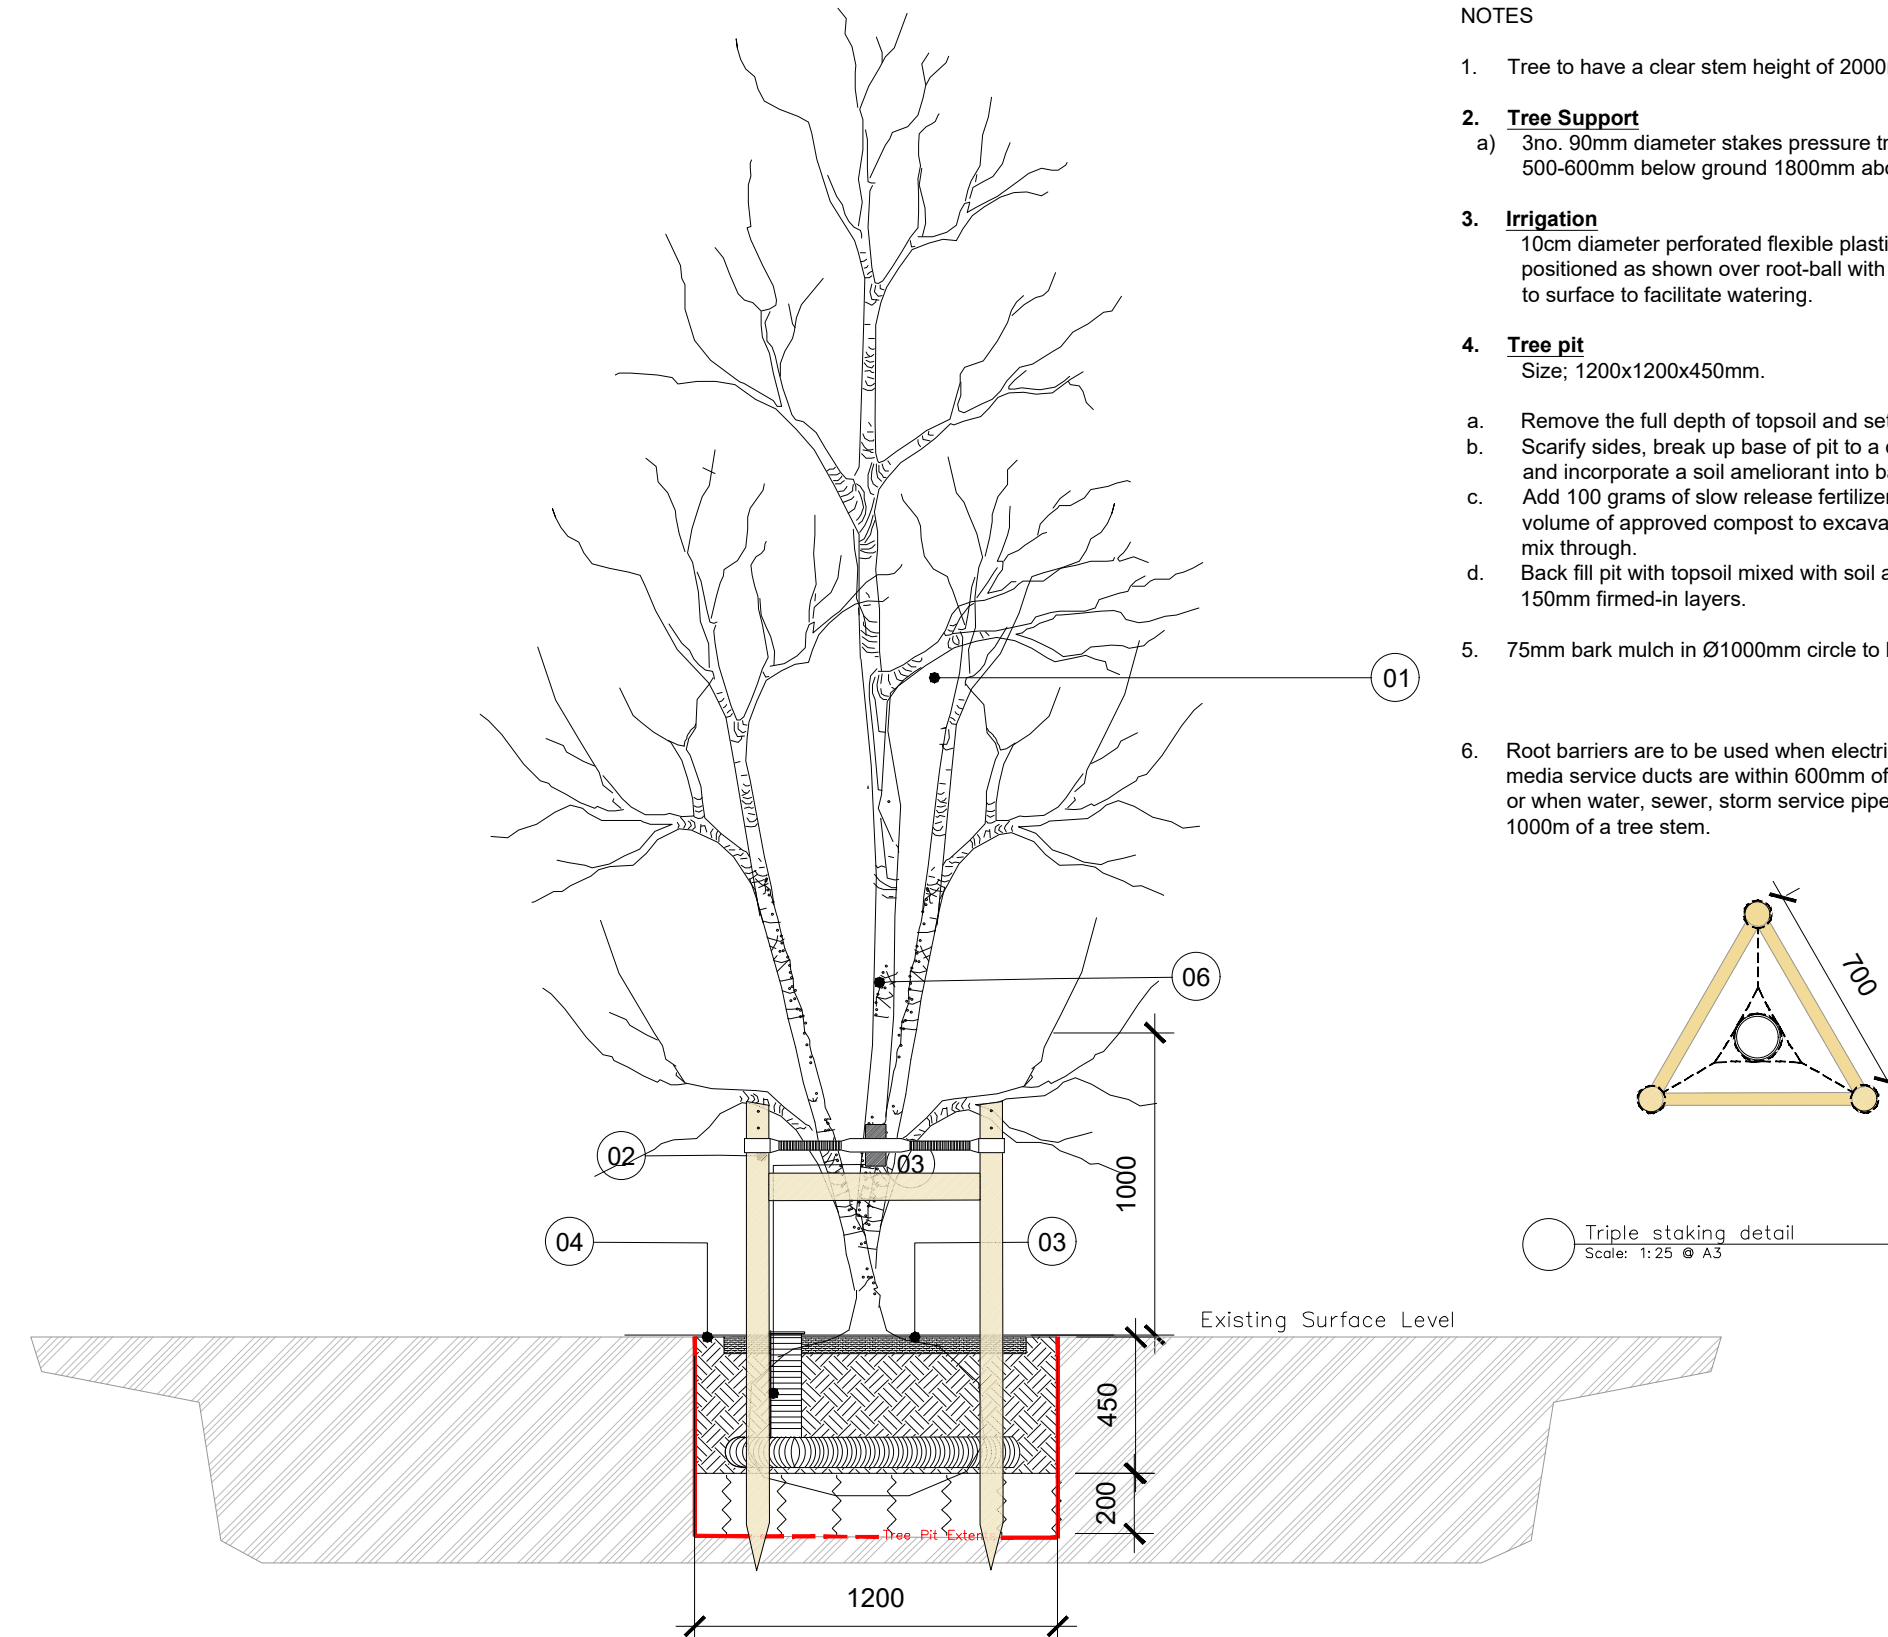 NOTES
1. Tree to have a clear stem height of 2000
2. Tree Support
a) 3no. 90mm diameter stakes pressure tr
500-600mm below ground 1800mm abo
3. Irrigation
10cm diameter perforated flexible plasti
positioned as shown over root-ball with
to surface to facilitate watering.
4. Tree pit
Size; 1200x1200x450mm.
a. Remove the full depth of topsoil and set
b. Scarify sides, break up base of pit to a
and incorporate a soil ameliorant into ba
c. Add 100 grams of slow release fertilizer
volume of approved compost to excava
mix through.
d. Back fill pit with topsoil mixed with soil a
150mm firmed-in layers.
5. 75mm bark mulch in Ø1000mm circle to
6. Root barriers are to be used when electri
media service ducts are within 600mm of
or when water, sewer, storm service pipe
1000m of a tree stem.
01
06
02
03
04
03
1000
700
Triple staking detail
Scale: 1:25 @ A3
Existing Surface Level
450
200
Tree Pit Exten
1200